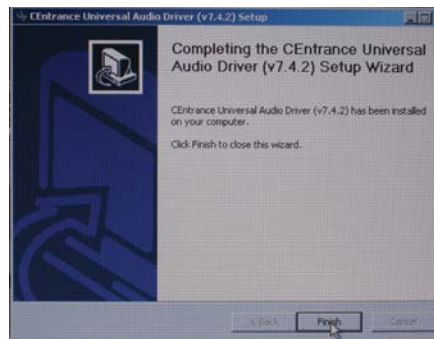 CEntrance Universal Audio Driver (v7.4.2) Setup
Completing the CEntrance Universal
Audio Driver (v7.4.2) Setup Wizard
CEntrance Universal Audio Driver (v7.4.2) has been installed
on your computer.
Click Finish to close this wizard.
< Back
Finish
Cancel